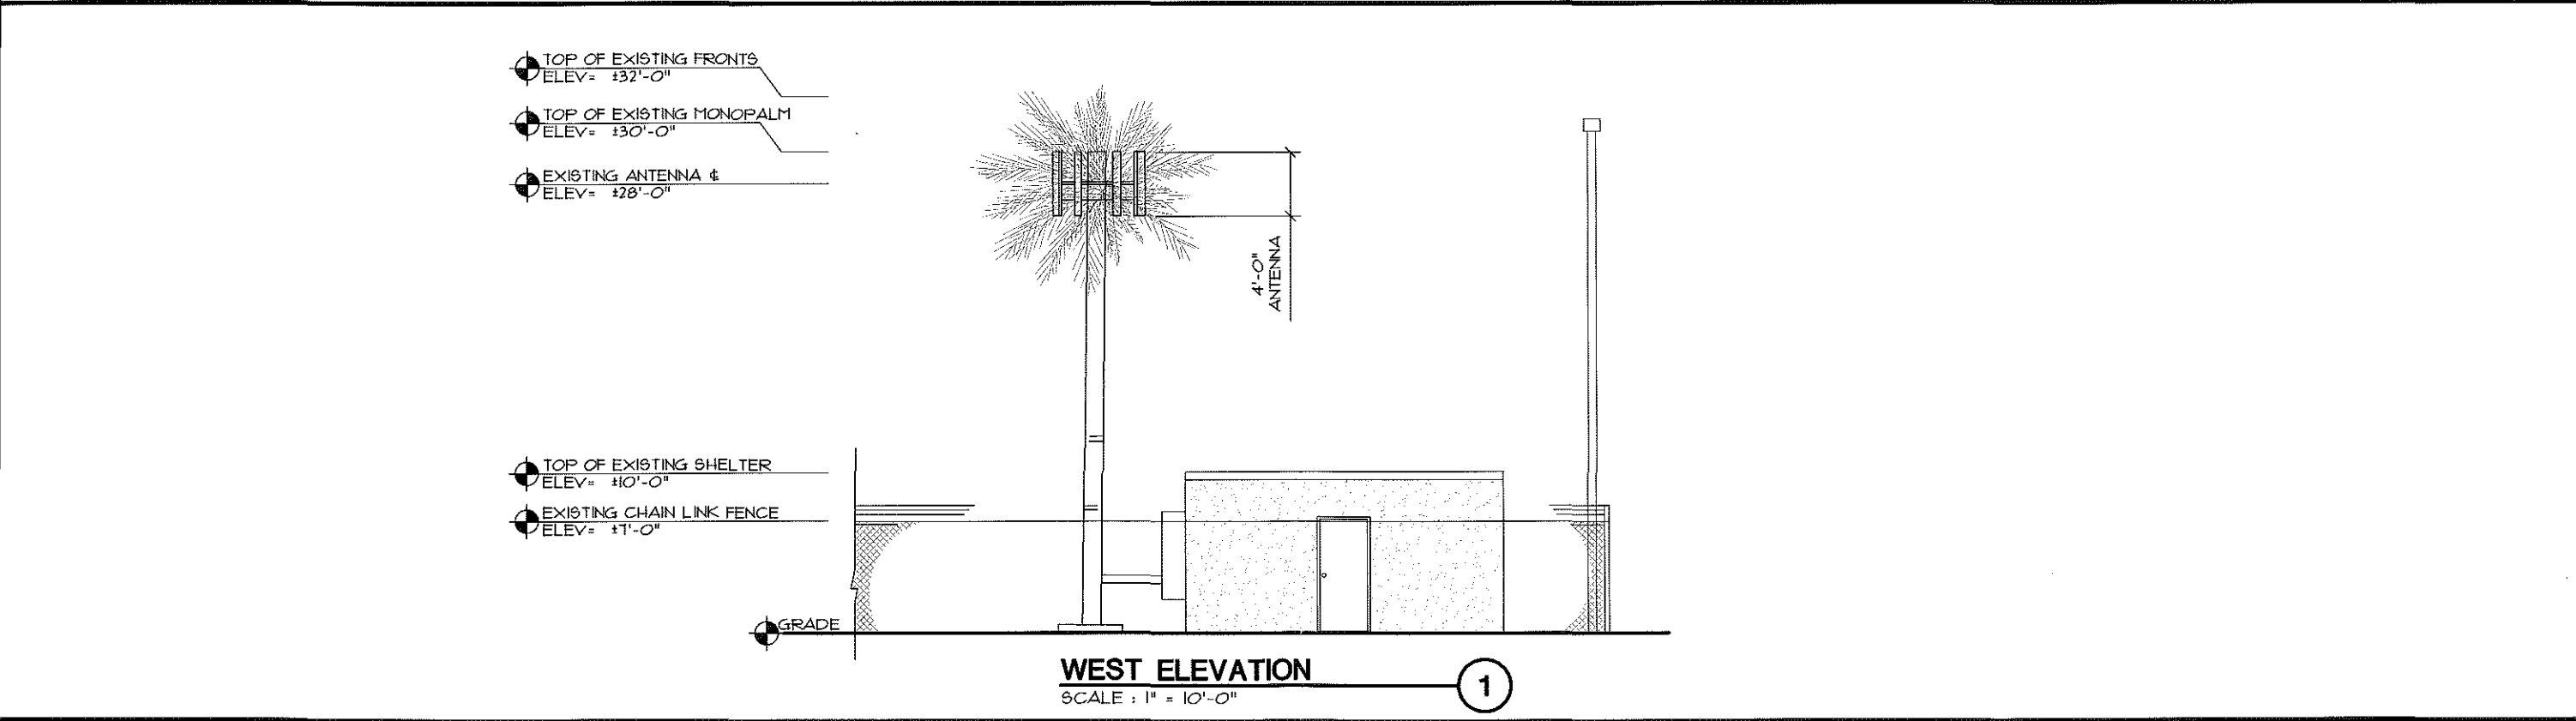 TOP OF EXISTING FRONTS
ELEV= ±32'-0"
TOP OF EXISTING MONOPALM
ELEV= ±30'-0"
EXISTING ANTENNA ℄
ELEV= ±28'-0"
4'-0"
ANTENNA
TOP OF EXISTING SHELTER
ELEV= ±10'-0"
EXISTING CHAIN LINK FENCE
ELEV= ±7'-0"
GRADE
WEST ELEVATION
SCALE : 1" = 10'-0"
1